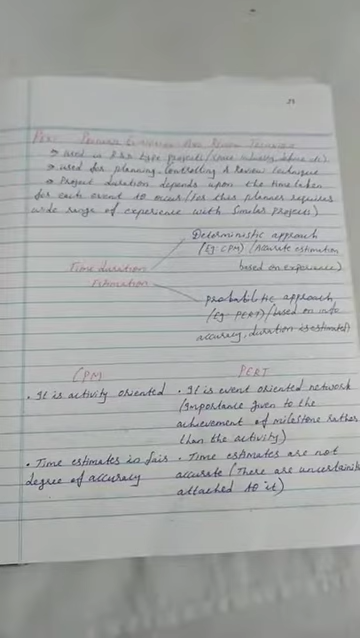 PERT: PROGRAM EVALUATION AND REVIEW TECHNIQUE
→ used in R&D type projects / (space industry, defence etc)
→ used for planning controlling & Review technique
→ Project duration depends upon the time taken
for each event to occur / (for this planner requires
wide range of experience with similar projects)
Deterministic approach
(Eg: CPM) / (Accurate estimation
based on experience)
Time duration
Estimation
probabilistic approach
(Eg: PERT) / (based on info
accuracy, duration is estimated)
CPM PERT
• It is activity oriented • It is event oriented network
(Importance given to the
achievement of milestone rather
than the activity)
• Time estimates in fair • Time estimates are not
degree of accuracy accurate (There are uncertainit
attached to it)